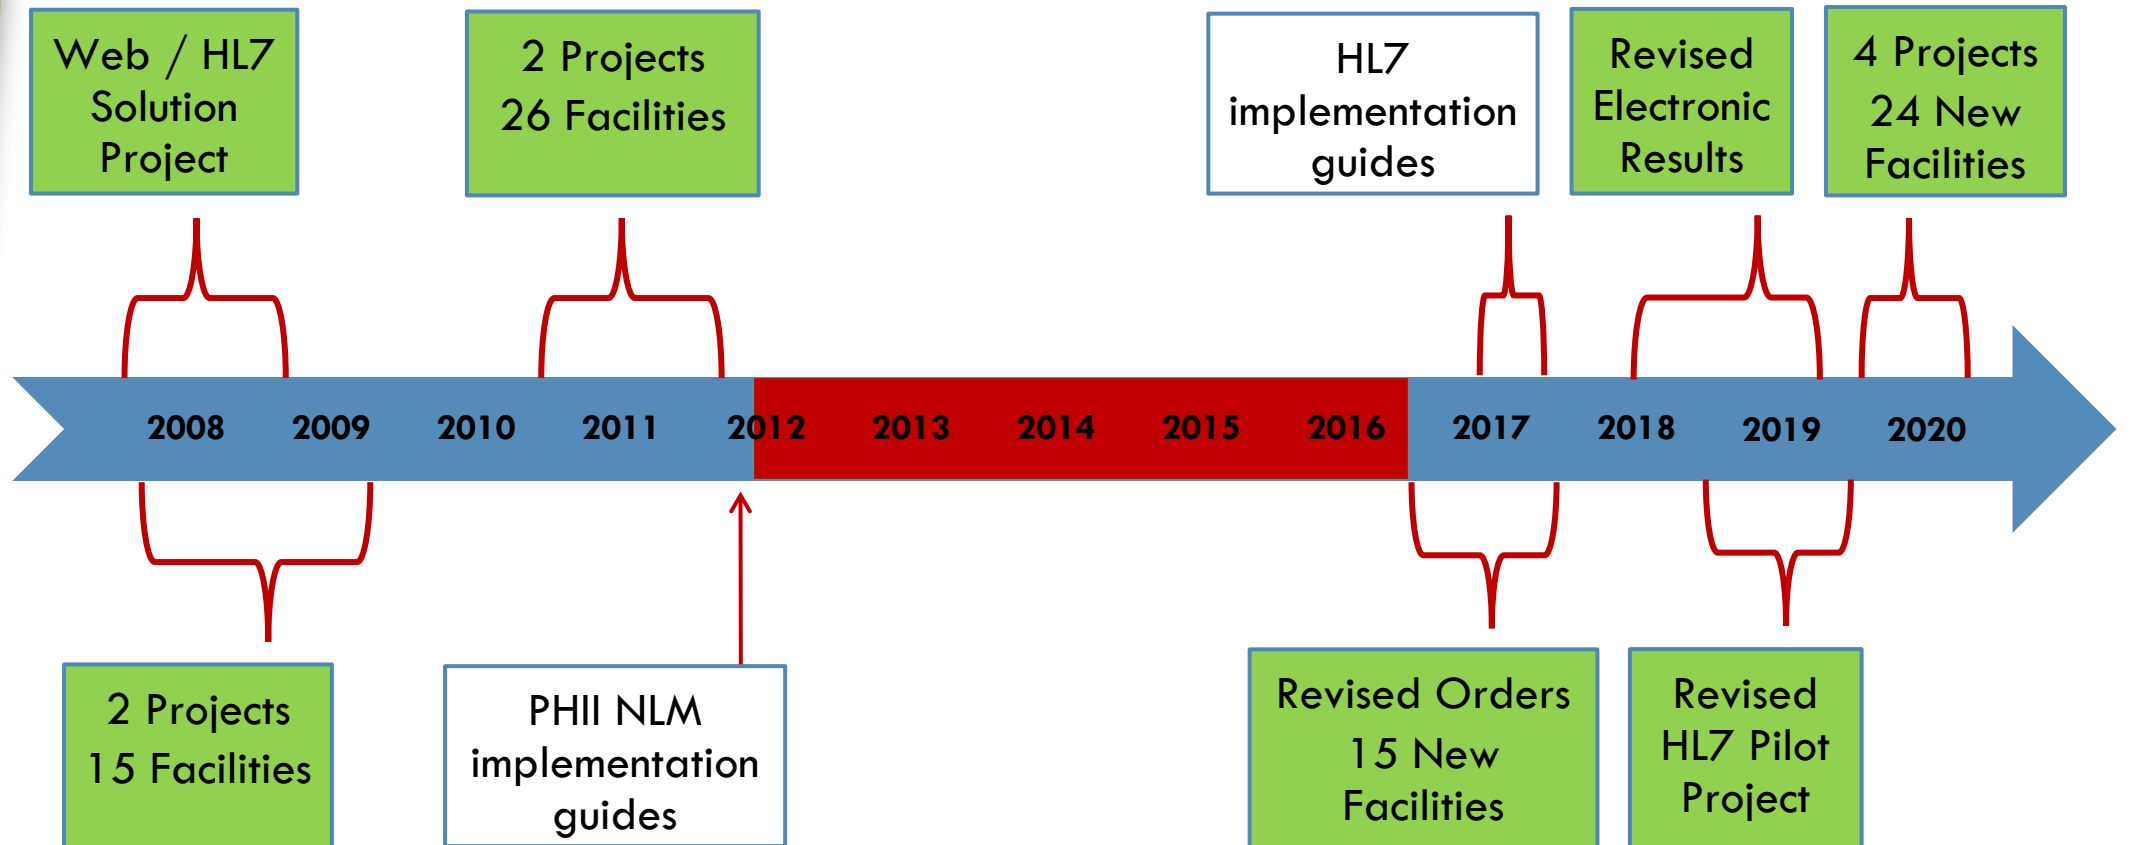 Web / HL7
Solution
Project
2 Projects
26 Facilities
HL7
implementation
guides
Revised
Electronic
Results
4 Projects
24 New
Facilities
2008 2009 2010 2011 2012 2013 2014 2015 2016 2017 2018 2019 2020
2 Projects
15 Facilities
PHII NLM
implementation
guides
Revised Orders
15 New
Facilities
Revised
HL7 Pilot
Project